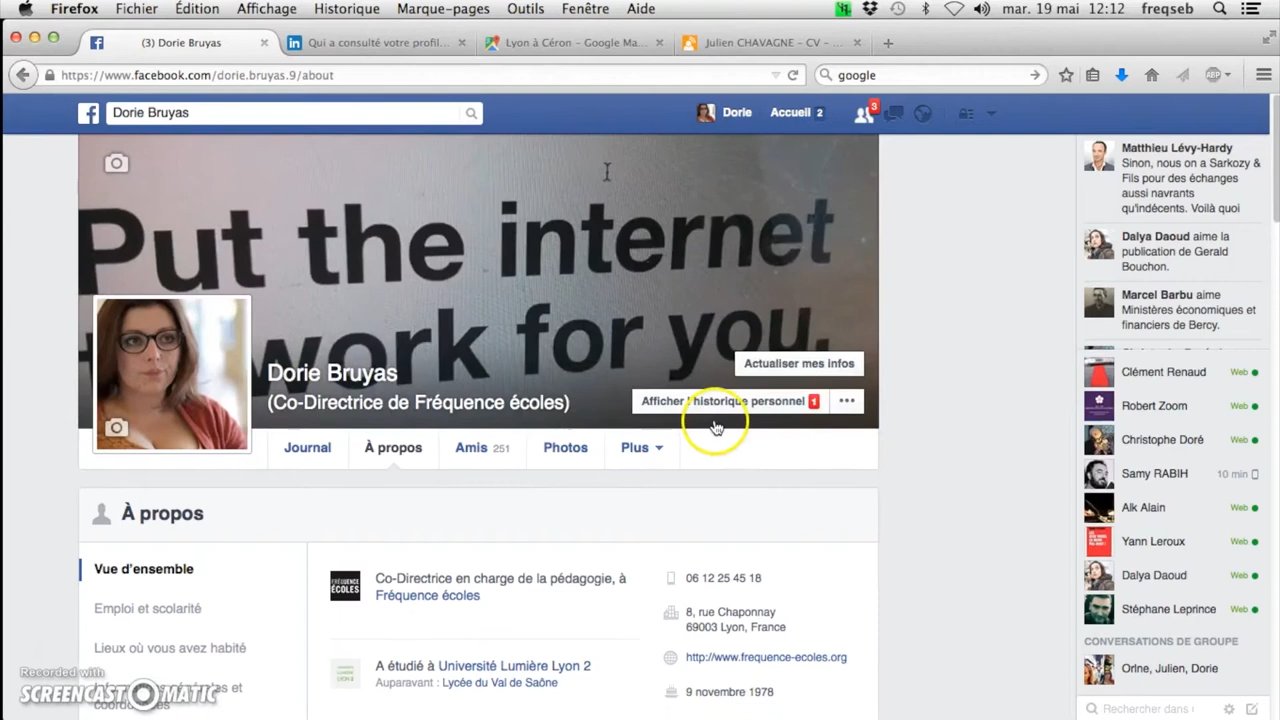 Firefox Fichier Édition Affichage Historique Marque-pages Outils Fenêtre Aide mar. 19 mai 12:12 freqseb
(3) Dorie Bruyas
Qui a consulté votre profil...
Lyon à Céron - Google Ma...
Julien CHAVAGNE - CV - ...
https://www.facebook.com/dorie.bruyas.9/about
google
Dorie Bruyas
Dorie Accueil 2 3
Put the internet
work for you.
Dorie Bruyas
(Co-Directrice de Fréquence écoles)
Actualiser mes infos
Afficher l'historique personnel 1 •••
Journal À propos Amis 251 Photos Plus
À propos
Vue d'ensemble
Emploi et scolarité
Lieux où vous avez habité
FRÉQUENCE
ÉCOLES
Co-Directrice en charge de la pédagogie, à
Fréquence écoles
A étudié à Université Lumière Lyon 2
Auparavant : Lycée du Val de Saône
06 12 25 45 18
8, rue Chaponnay
69003 Lyon, France
http://www.frequence-ecoles.org
9 novembre 1978
Matthieu Lévy-Hardy
Sinon, nous on a Sarkozy &
Fils pour des échanges
aussi navrants
qu'indécents. Voilà quoi
Dalya Daoud aime la
publication de Gerald
Bouchon.
Marcel Barbu aime
Ministères économiques et
financiers de Bercy.
Clément Renaud Web
Robert Zoom Web
Christophe Doré Web
Samy RABIH 10 min
Alk Alain Web
Yann Leroux Web
Dalya Daoud Web
Stéphane Leprince Web
CONVERSATIONS DE GROUPE
Orlne, Julien, Dorie
Rechercher dans
Recorded with
SCREENCAST-O-MATIC